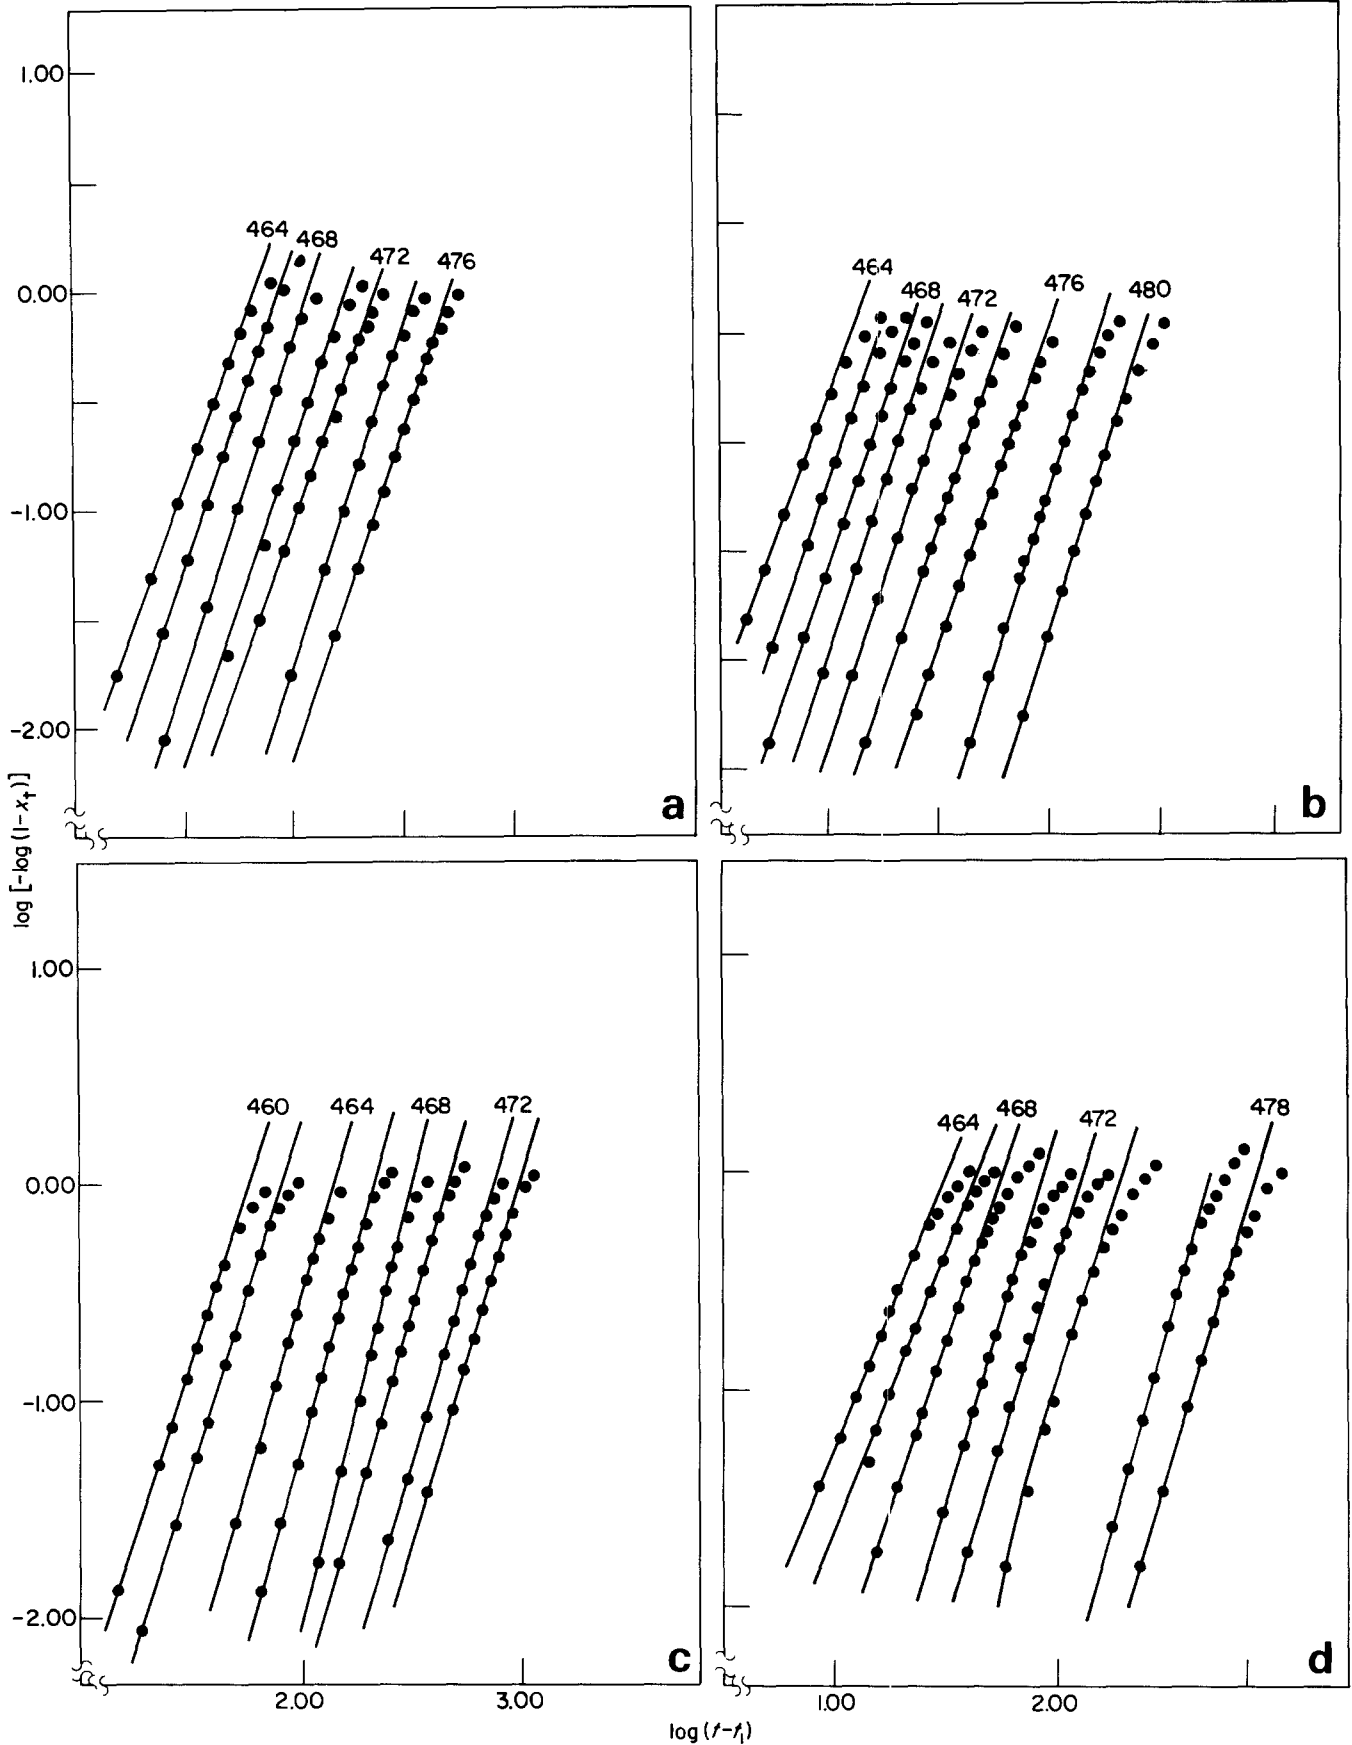 1.00
0.00
-1.00
-2.00
464 468 472 476
a
464 468 472 476 480
b
log [-log (1-x_t)]
1.00
0.00
-1.00
-2.00
460 464 468 472
c
464 468 472 478
d
2.00 3.00
1.00 2.00
log (t-t_i)